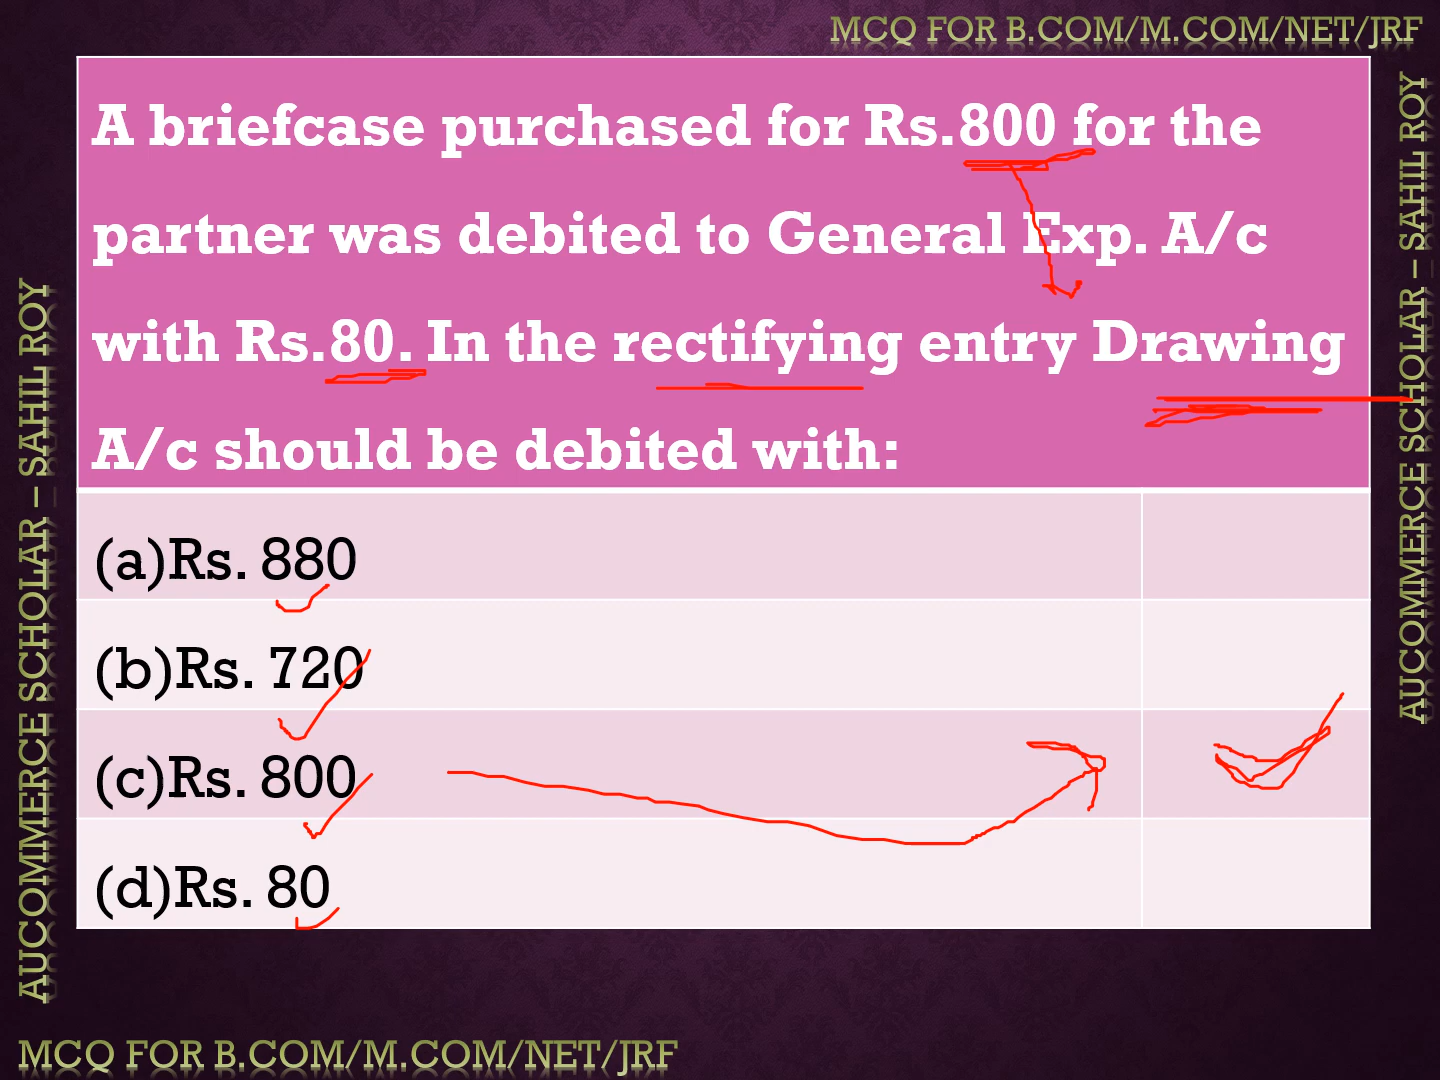 MCQ FOR B.COM/M.COM/NET/JRF
A briefcase purchased for Rs.800 for the
partner was debited to General Exp. A/c
with Rs.80. In the rectifying entry Drawing
A/c should be debited with:
(a)Rs. 880
(b)Rs. 720
(c)Rs. 800
(d)Rs. 80
AUCOMMERCE SCHOLAR – SAHIL ROY
AUCOMMERCE SCHOLAR – SAHIL ROY
MCQ FOR B.COM/M.COM/NET/JRF